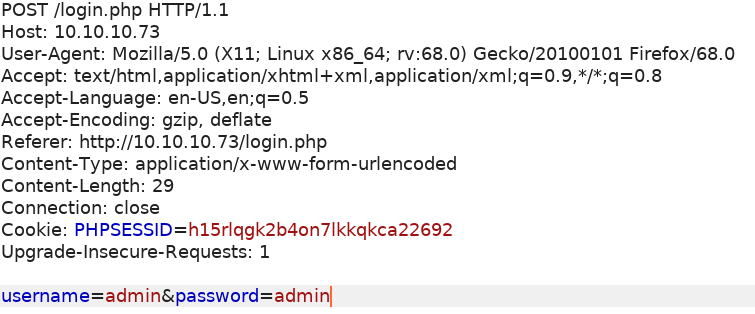 POST /login.php HTTP/1.1
Host: 10.10.10.73
User-Agent: Mozilla/5.0 (X11; Linux x86_64; rv:68.0) Gecko/20100101 Firefox/68.0
Accept: text/html,application/xhtml+xml,application/xml;q=0.9,*/*;q=0.8
Accept-Language: en-US,en;q=0.5
Accept-Encoding: gzip, deflate
Referer: http://10.10.10.73/login.php
Content-Type: application/x-www-form-urlencoded
Content-Length: 29
Connection: close
Cookie: PHPSESSID=h15rlqgk2b4on7lkkqkca22692
Upgrade-Insecure-Requests: 1
username=admin&password=admin